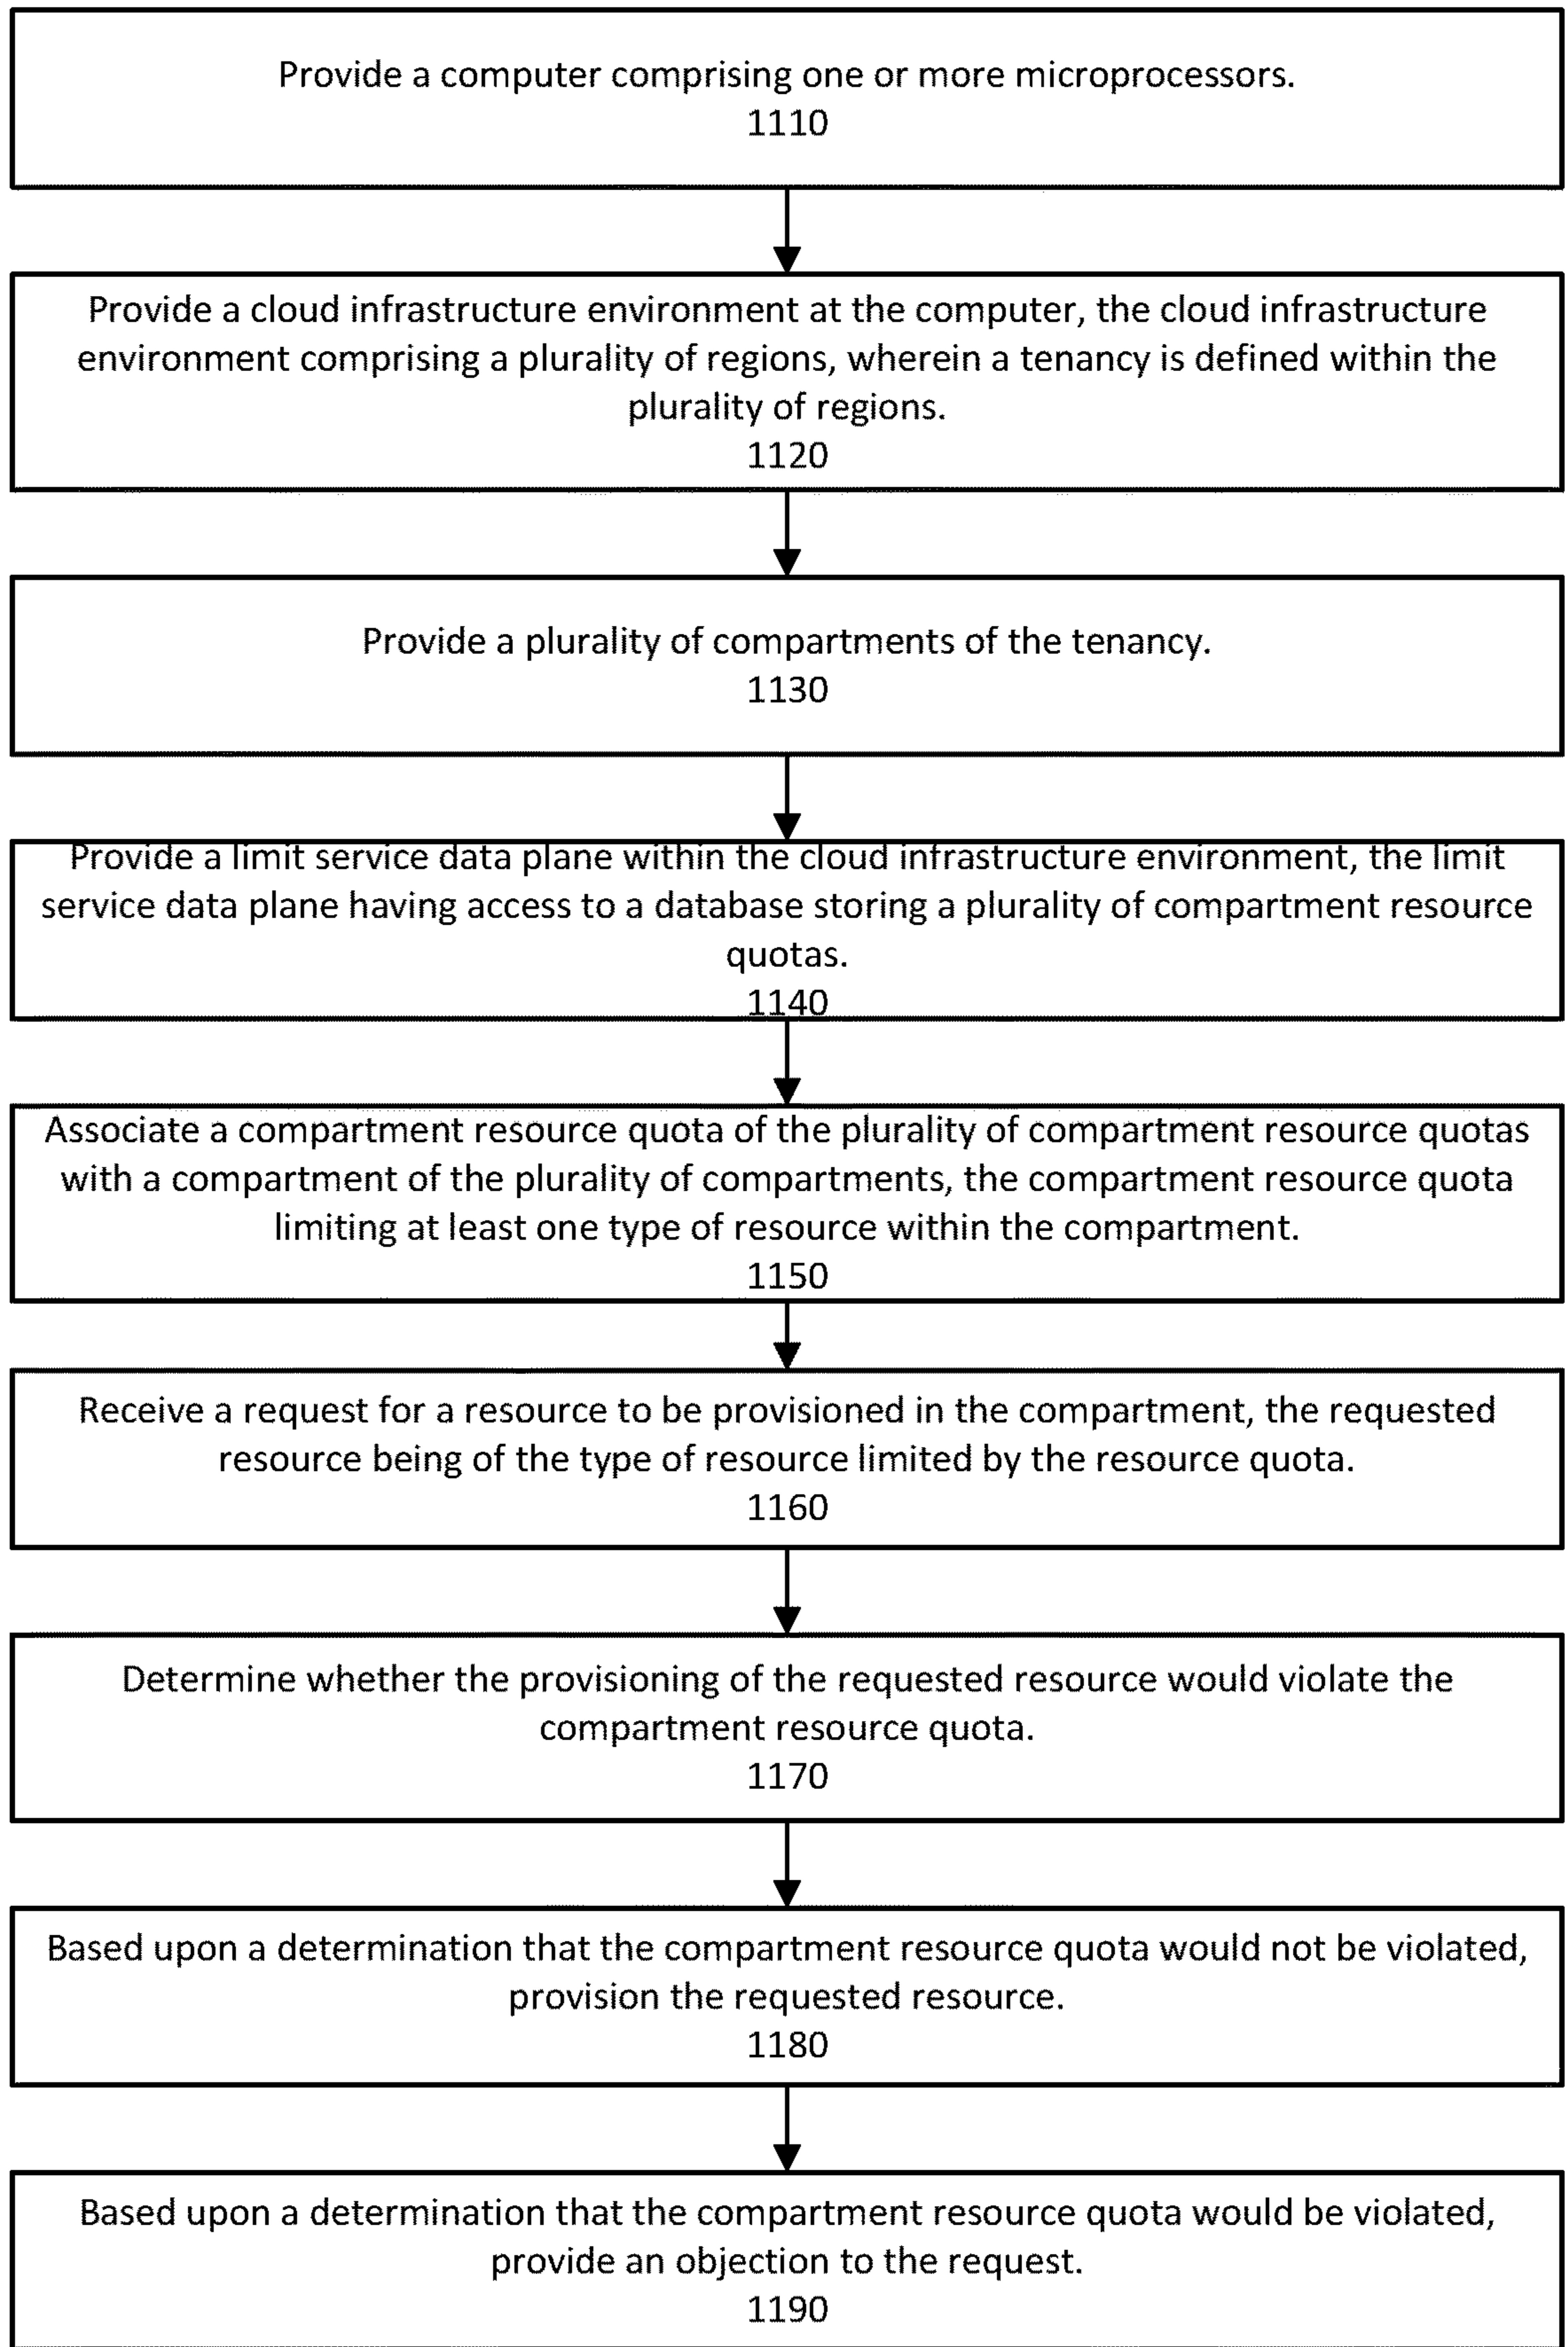 Provide a computer comprising one or more microprocessors.
1110
Provide a cloud infrastructure environment at the computer, the cloud infrastructure
environment comprising a plurality of regions, wherein a tenancy is defined within the
plurality of regions.
1120
Provide a plurality of compartments of the tenancy.
1130
Provide a limit service data plane within the cloud infrastructure environment, the limit
service data plane having access to a database storing a plurality of compartment resource
quotas.
1140
Associate a compartment resource quota of the plurality of compartment resource quotas
with a compartment of the plurality of compartments, the compartment resource quota
limiting at least one type of resource within the compartment.
1150
Receive a request for a resource to be provisioned in the compartment, the requested
resource being of the type of resource limited by the resource quota.
1160
Determine whether the provisioning of the requested resource would violate the
compartment resource quota.
1170
Based upon a determination that the compartment resource quota would not be violated,
provision the requested resource.
1180
Based upon a determination that the compartment resource quota would be violated,
provide an objection to the request.
1190